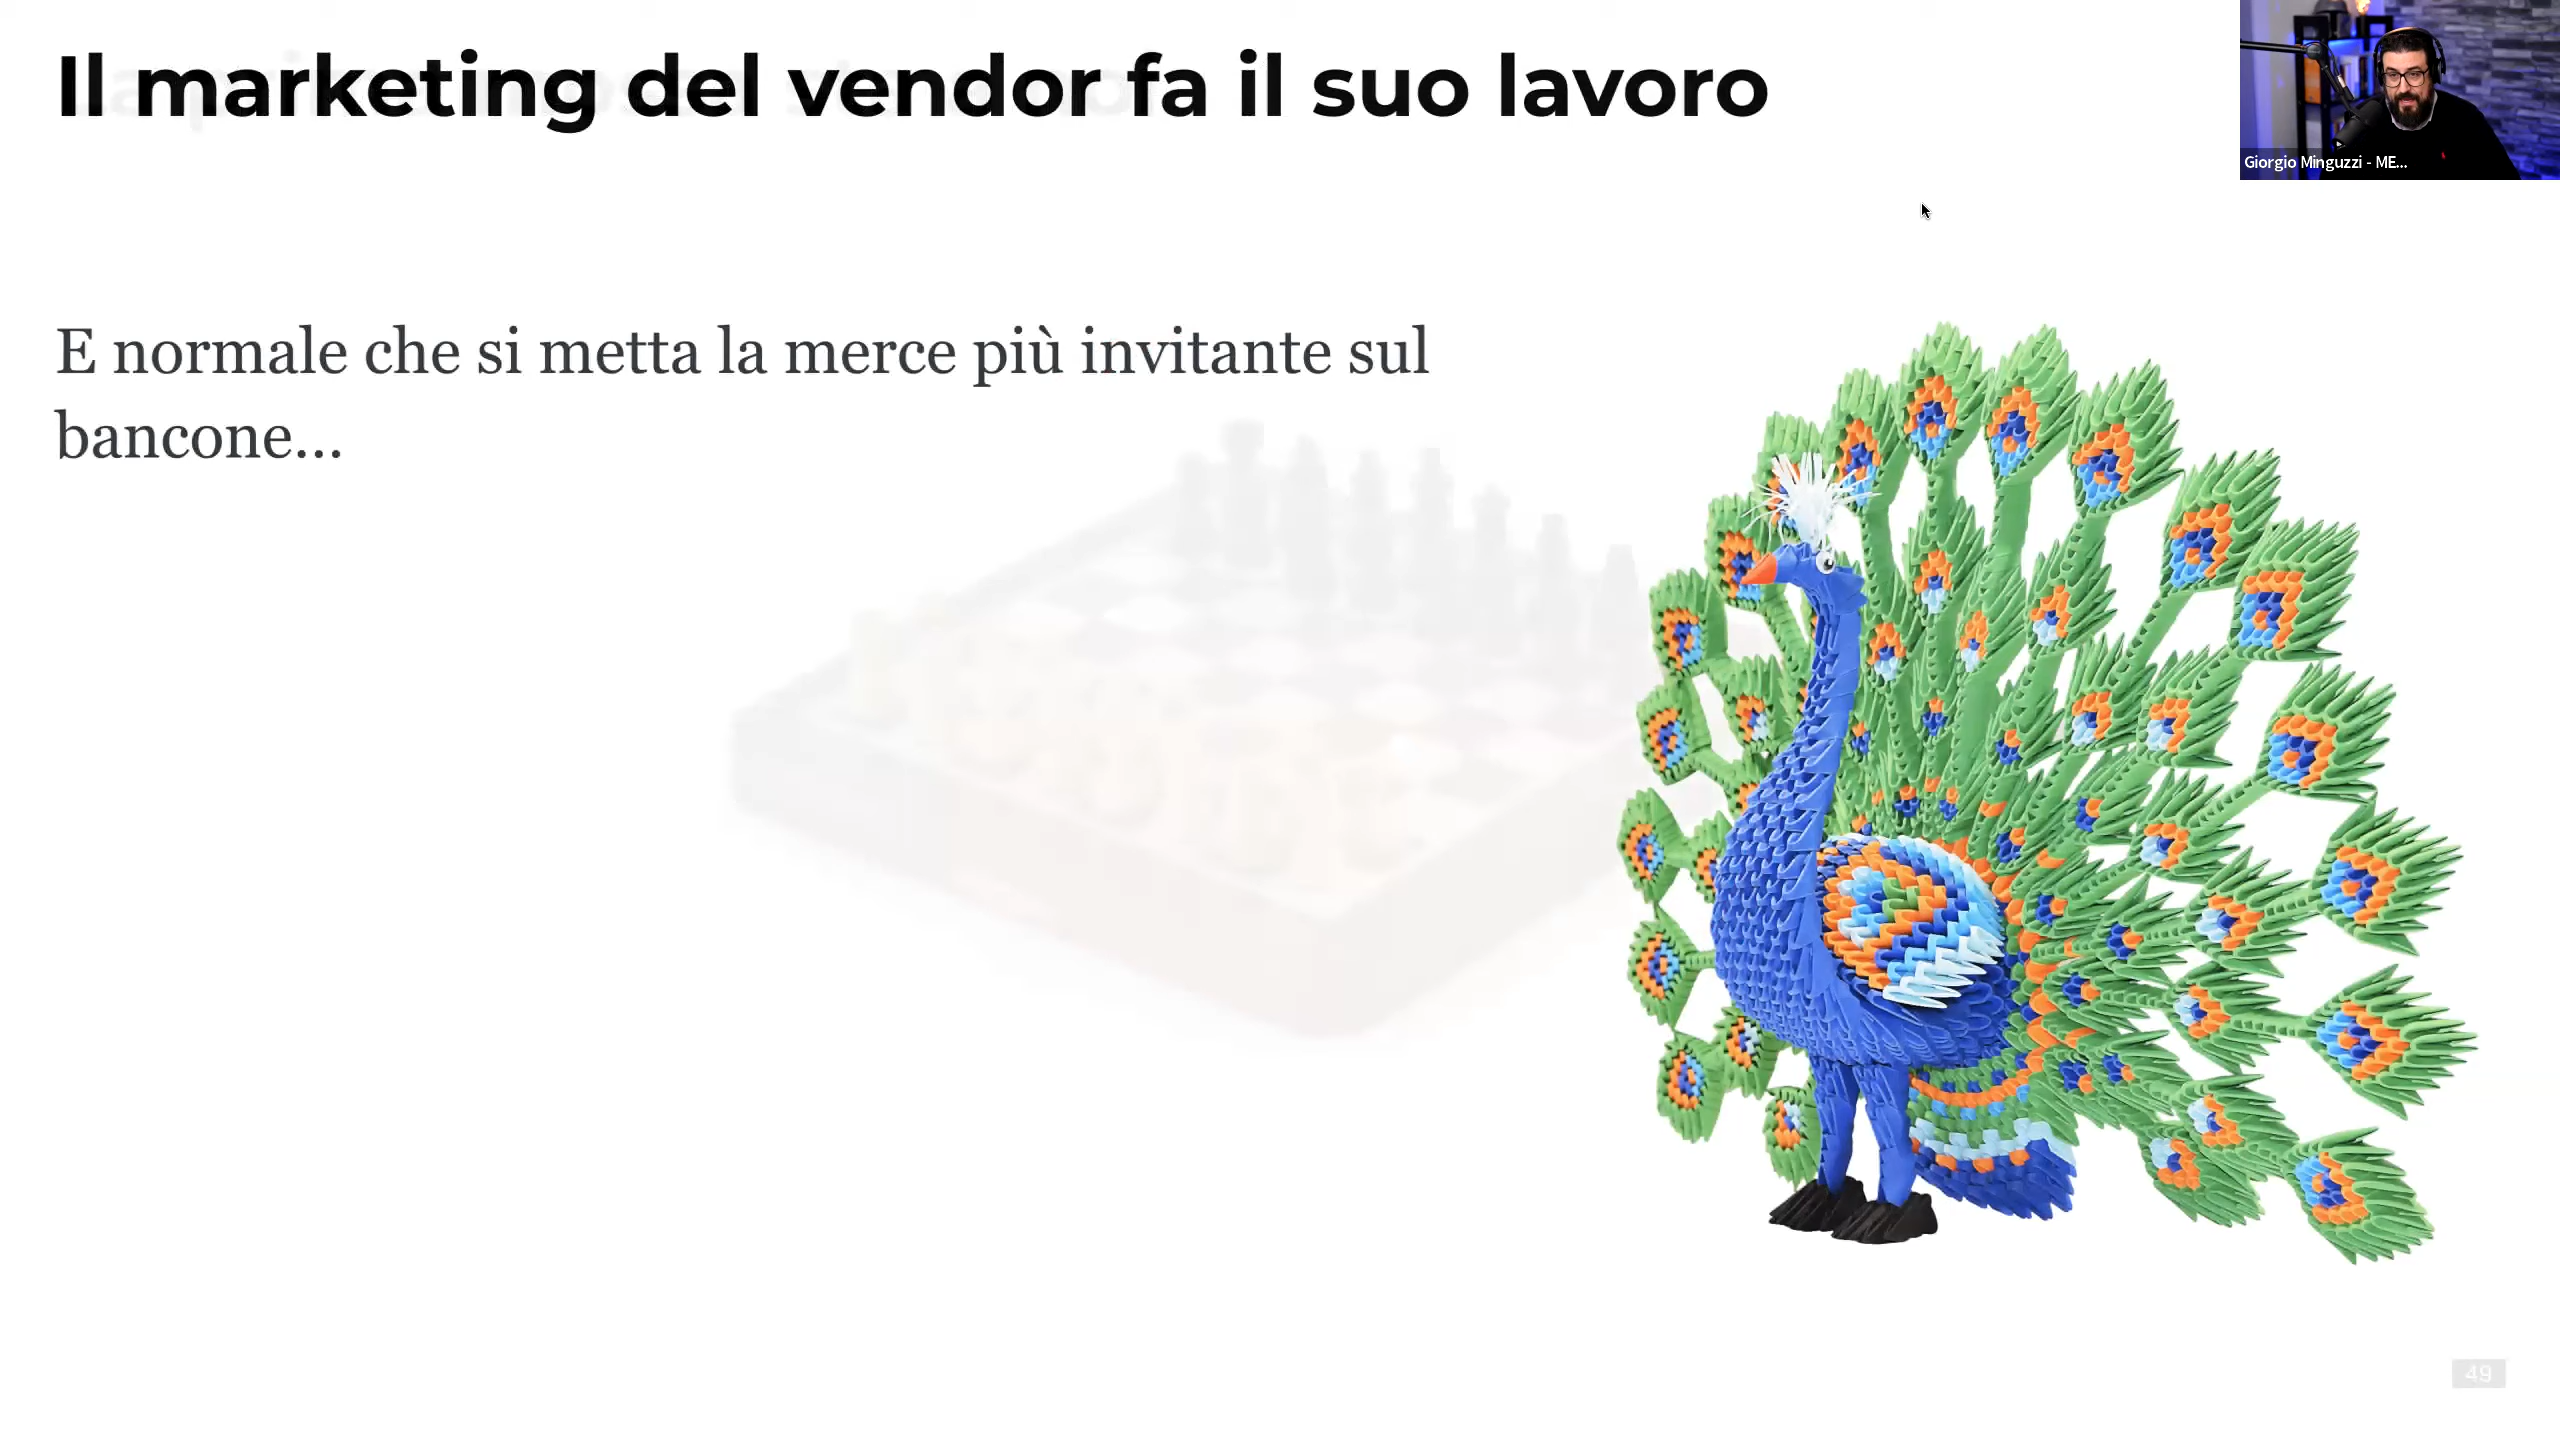 Il marketing del vendor fa il suo lavoro
Giorgio Minguzzi - ME...
E normale che si metta la merce più invitante sul
bancone...
49